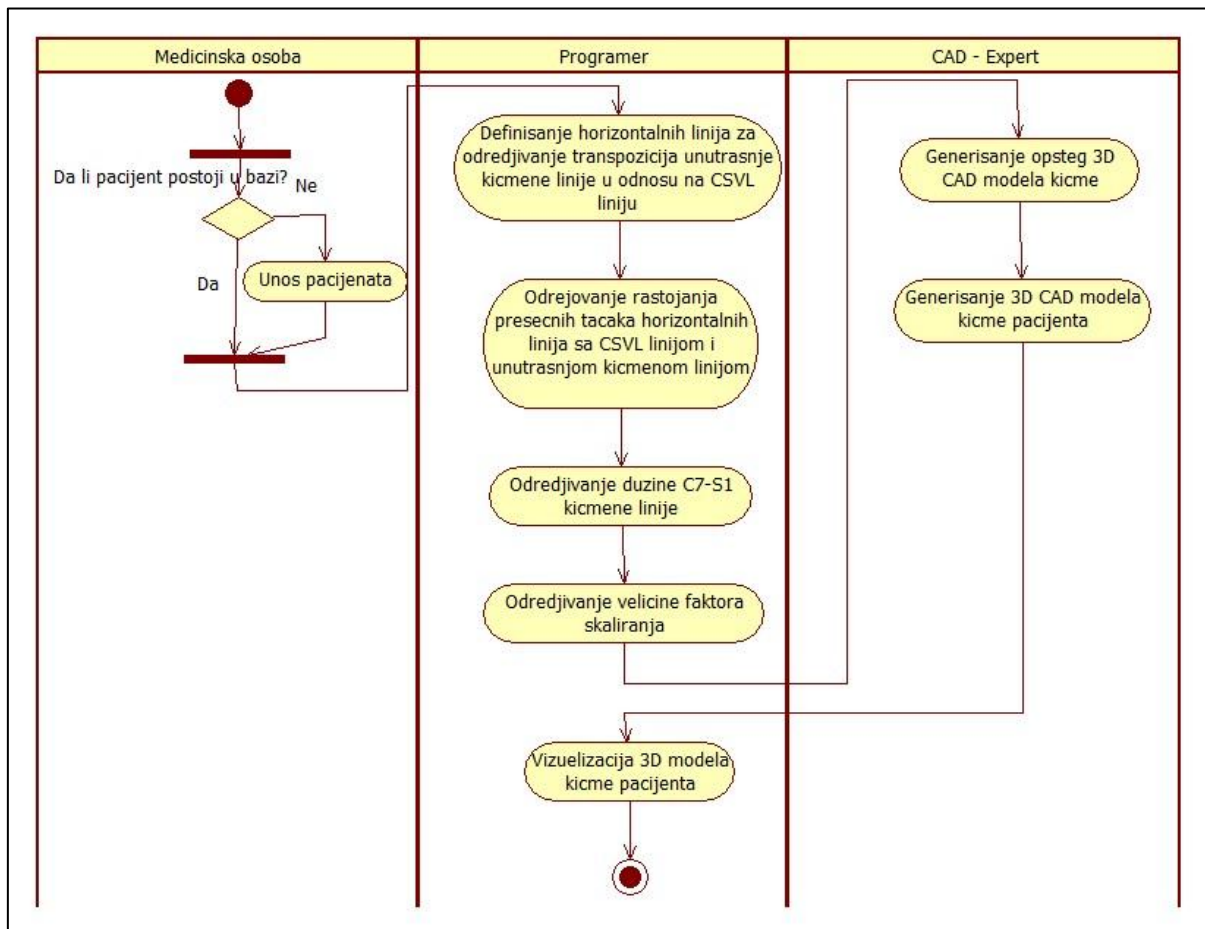 Medicinska osoba
Programer
CAD - Expert
Da li pacijent postoji u bazi?
Ne
Da
Unos pacijenata
Definisanje horizontalnih linija za
odredjivanje transpozicija unutrasnje
kicmene linije u odnosu na CSVL
liniju
Odrejovanje rastojanja
presecnih tacaka horizontalnih
linija sa CSVL linijom i
unutrasnjom kicmenom linijom
Odredjivanje duzine C7-S1
kicmene linije
Odredjivanje velicine faktora
skaliranja
Generisanje opsteg 3D
CAD modela kicme
Generisanje 3D CAD modela
kicme pacijenta
Vizuelizacija 3D modela
kicme pacijenta